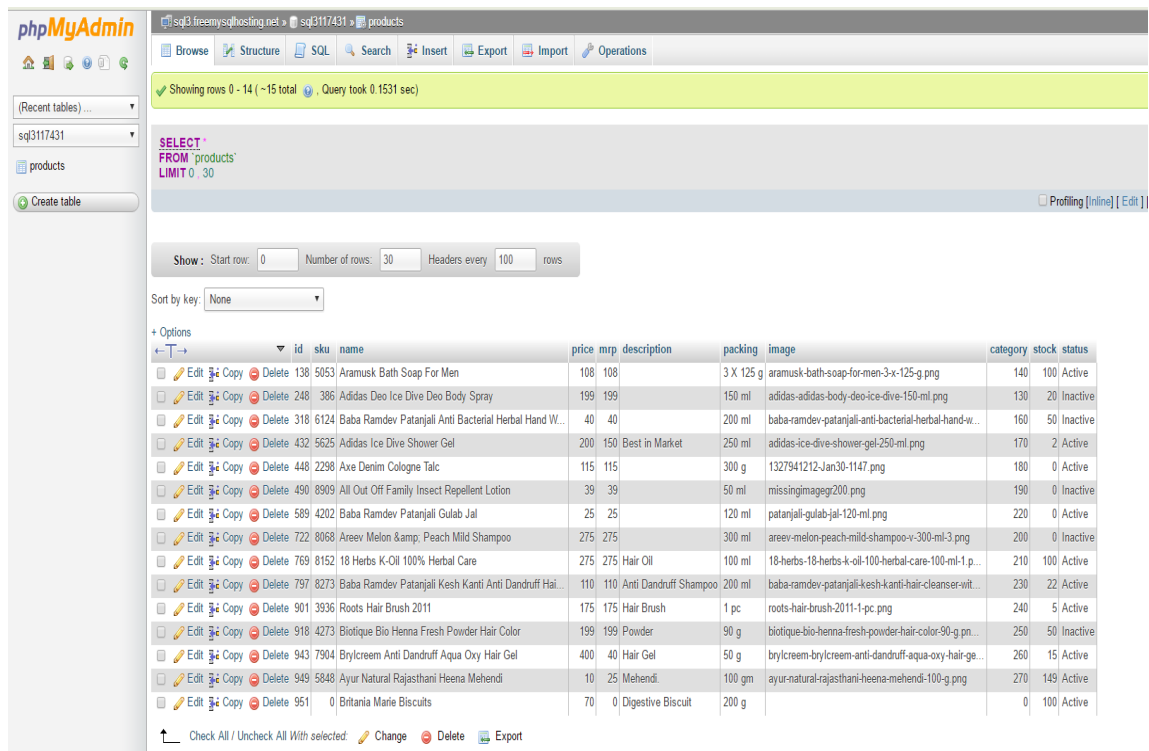 phpMyAdmin
(Recent tables) ...
sql3117431
products
Create table
sql3.freemysqlhosting.net » sql3117431 » products
Browse Structure SQL Search Insert Export Import Operations
Showing rows 0 - 14 ( ~15 total , Query took 0.1531 sec)
SELECT *
FROM `products`
LIMIT 0 , 30
Profiling [Inline] [ Edit ] [
Show : Start row: 0 Number of rows: 30 Headers every 100 rows
Sort by key: None
+ Options
←T→ id sku name price mrp description packing image category stock status
Edit Copy Delete 138 5053 Aramusk Bath Soap For Men 108 108 3 X 125 g aramusk-bath-soap-for-men-3-x-125-g.png 140 100 Active
Edit Copy Delete 248 386 Adidas Deo Ice Dive Deo Body Spray 199 199 150 ml adidas-adidas-body-deo-ice-dive-150-ml.png 130 20 Inactive
Edit Copy Delete 318 6124 Baba Ramdev Patanjali Anti Bacterial Herbal Hand W... 40 40 200 ml baba-ramdev-patanjali-anti-bacterial-herbal-hand-w... 160 50 Inactive
Edit Copy Delete 432 5625 Adidas Ice Dive Shower Gel 200 150 Best in Market 250 ml adidas-ice-dive-shower-gel-250-ml.png 170 2 Active
Edit Copy Delete 448 2298 Axe Denim Cologne Talc 115 115 300 g 1327941212-Jan30-1147.png 180 0 Active
Edit Copy Delete 490 8909 All Out Off Family Insect Repellent Lotion 39 39 50 ml missingimagegr200.png 190 0 Inactive
Edit Copy Delete 589 4202 Baba Ramdev Patanjali Gulab Jal 25 25 120 ml patanjali-gulab-jal-120-ml.png 220 0 Active
Edit Copy Delete 722 8068 Areev Melon &amp; Peach Mild Shampoo 275 275 300 ml areev-melon-peach-mild-shampoo-v-300-ml-3.png 200 0 Inactive
Edit Copy Delete 769 8152 18 Herbs K-Oil 100% Herbal Care 275 275 Hair Oil 100 ml 18-herbs-18-herbs-k-oil-100-herbal-care-100-ml-1.p... 210 100 Active
Edit Copy Delete 797 8273 Baba Ramdev Patanjali Kesh Kanti Anti Dandruff Hai... 110 110 Anti Dandruff Shampoo 200 ml baba-ramdev-patanjali-kesh-kanti-hair-cleanser-wit... 230 22 Active
Edit Copy Delete 901 3936 Roots Hair Brush 2011 175 175 Hair Brush 1 pc roots-hair-brush-2011-1-pc.png 240 5 Active
Edit Copy Delete 918 4273 Biotique Bio Henna Fresh Powder Hair Color 199 199 Powder 90 g biotique-bio-henna-fresh-powder-hair-color-90-g.pn... 250 50 Inactive
Edit Copy Delete 943 7904 Brylcreem Anti Dandruff Aqua Oxy Hair Gel 400 40 Hair Gel 50 g brylcreem-brylcreem-anti-dandruff-aqua-oxy-hair-ge... 260 15 Active
Edit Copy Delete 949 5848 Ayur Natural Rajasthani Heena Mehendi 10 25 Mehendi. 100 gm ayur-natural-rajasthani-heena-mehendi-100-g.png 270 149 Active
Edit Copy Delete 951 0 Britania Marie Biscuits 70 0 Digestive Biscuit 200 g 0 100 Active
Check All / Uncheck All With selected: Change Delete Export